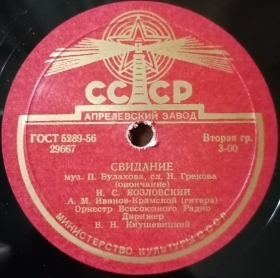 СССР
АПРЕЛЕВСКИЙ ЗАВОД
ГОСТ 5289-56
29667
Вторая гр.
3-00
СВИДАНИЕ
муз. П. Булахова, сл. Н. Грекова
(окончание)
И. С. КОЗЛОВСКИЙ
А. М. Иванов-Крамской (гитара)
Оркестр Всесоюзного Радио
Дирижер
В. Н. Кнушевицкий
МИНИСТЕРСТВО КУЛЬТУРЫ СССР